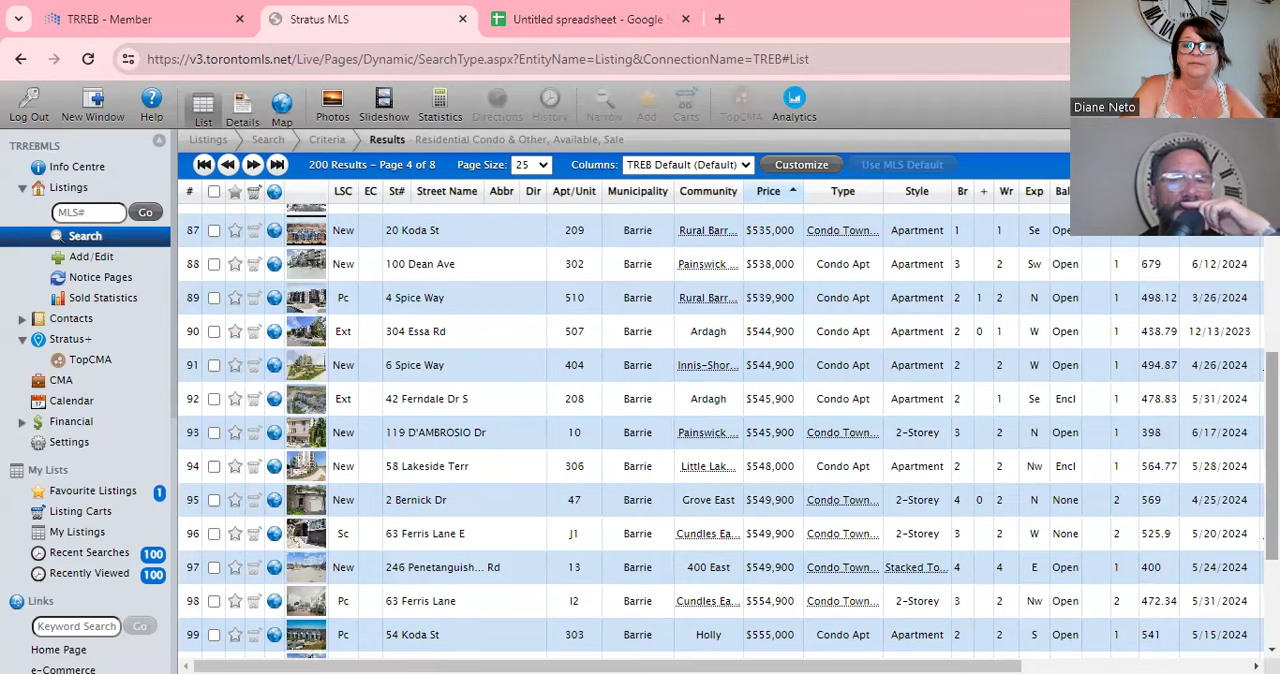 TRREB - Member
Stratus MLS
Untitled spreadsheet - Google
https://v3.torontomls.net/Live/Pages/Dynamic/SearchType.aspx?EntityName=Listing&ConnectionName=TREB#List
Diane Neto
Log Out New Window Help List Details Map Photos Slideshow Statistics Directions History Narrow Add Carts TopCMA Analytics
TRREBMLS
Info Centre
Listings
MLS# Go
Search
Add/Edit
Notice Pages
Sold Statistics
Contacts
Stratus+
TopCMA
CMA
Calendar
Financial
Settings
My Lists
Favourite Listings 1
Listing Carts
My Listings
Recent Searches 100
Recently Viewed 100
Links
Keyword Search Go
Home Page
e-Commerce
Listings Search Criteria Results - Residential Condo & Other, Available, Sale
200 Results - Page 4 of 8 Page Size: 25 Columns: TREB Default (Default) Customize Use MLS Default
# LSC EC St# Street Name Abbr Dir Apt/Unit Municipality Community Price Type Style Br + Wr Exp Bal
87 New 20 Koda St 209 Barrie Rural Barr... $535,000 Condo Town... Apartment 1 1 Se Ope
88 New 100 Dean Ave 302 Barrie Painswick ... $538,000 Condo Apt Apartment 3 2 Sw Open 1 679 6/12/2024
89 Pc 4 Spice Way 510 Barrie Rural Barr... $539,900 Condo Apt Apartment 2 1 2 N Open 1 498.12 3/26/2024
90 Ext 304 Essa Rd 507 Barrie Ardagh $544,900 Condo Apt Apartment 0 1 W Open 1 438.79 12/13/2023
91 New 6 Spice Way 404 Barrie Innis-Shor... $544,900 Condo Apt Apartment 2 2 W Open 1 494.87 4/26/2024
92 Ext 42 Ferndale Dr S 208 Barrie Ardagh $545,900 Condo Apt Apartment 2 1 Se Encl 1 478.83 5/31/2024
93 New 119 D'AMBROSIO Dr 10 Barrie Painswick ... $545,900 Condo Town... 2-Storey 3 2 N Open 1 398 6/17/2024
94 New 58 Lakeside Terr 306 Barrie Little Lak... $548,000 Condo Apt Apartment 2 2 Nw Encl 1 564.77 5/28/2024
95 New 2 Bernick Dr 47 Barrie Grove East $549,900 Condo Town... 2-Storey 4 0 2 N None 2 569 4/25/2024
96 Sc 63 Ferris Lane E J1 Barrie Cundles Ea... $549,900 Condo Town... 2-Storey 3 2 W None 2 525.9 5/20/2024
97 New 246 Penetanguish... Rd 13 Barrie 400 East $549,900 Condo Town... Stacked To... 4 4 E Open 1 400 5/24/2024
98 Pc 63 Ferris Lane I2 Barrie Cundles Ea... $554,900 Condo Town... 2-Storey 3 2 Nw Open 2 472.34 5/31/2024
99 Pc 54 Koda St 303 Barrie Holly $555,000 Condo Apt Apartment 2 2 S Open 1 541 5/15/2024